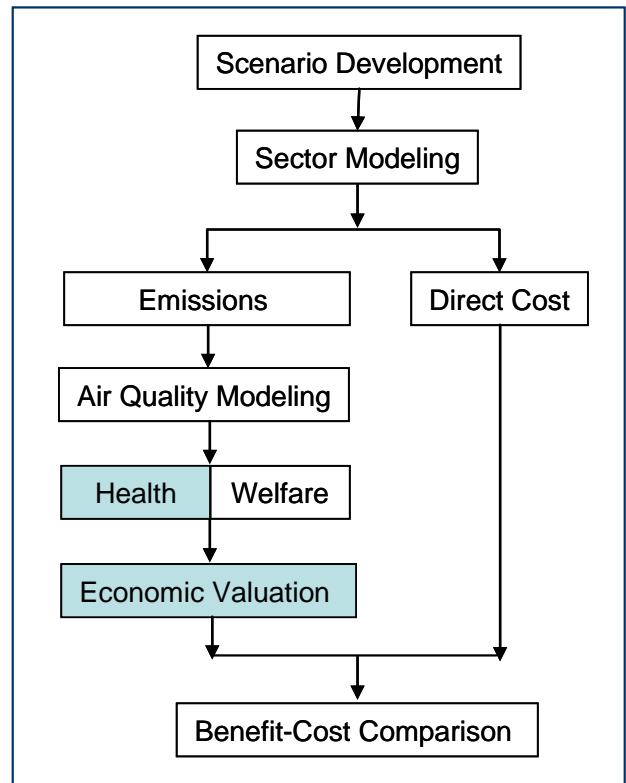 Scenario Development
Sector Modeling
Emissions
Direct Cost
Air Quality Modeling
Health
Welfare
Economic Valuation
Benefit-Cost Comparison